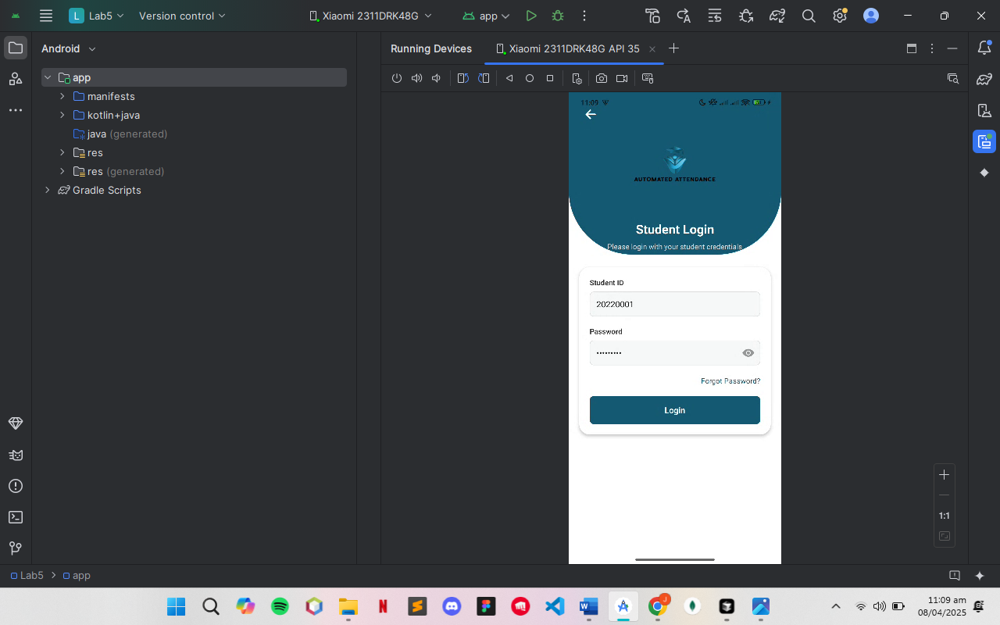 L Lab5 Version control Xiaomi 2311DRK48G app
Android
app
manifests
kotlin+java
java (generated)
res
res (generated)
Gradle Scripts
Running Devices Xiaomi 2311DRK48G API 35
11:09
AUTOMATED ATTENDANCE
Student Login
Please login with your student credentials
Student ID
20220001
Password
•••••••••
Forgot Password?
Login
1:1
Lab5 app
11:09 am
08/04/2025